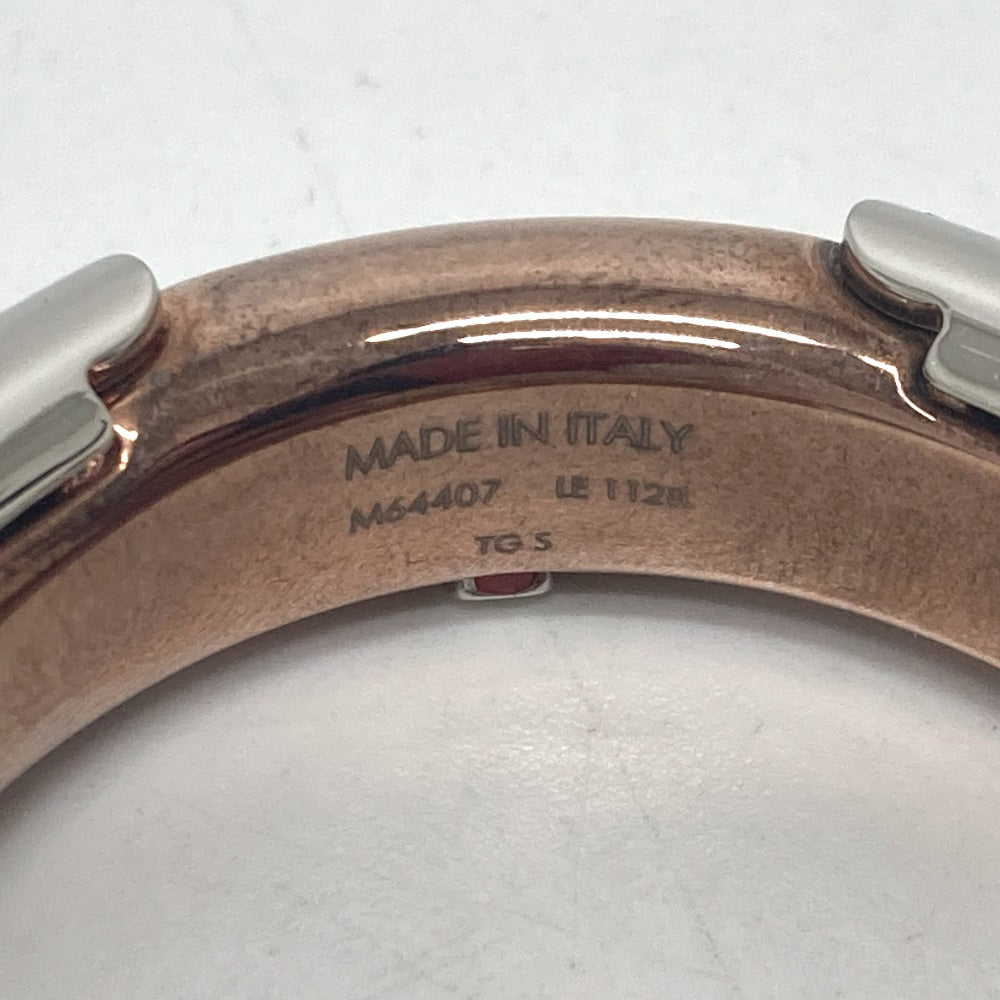 MADE IN ITALY
M64407 LE 1128
TG S